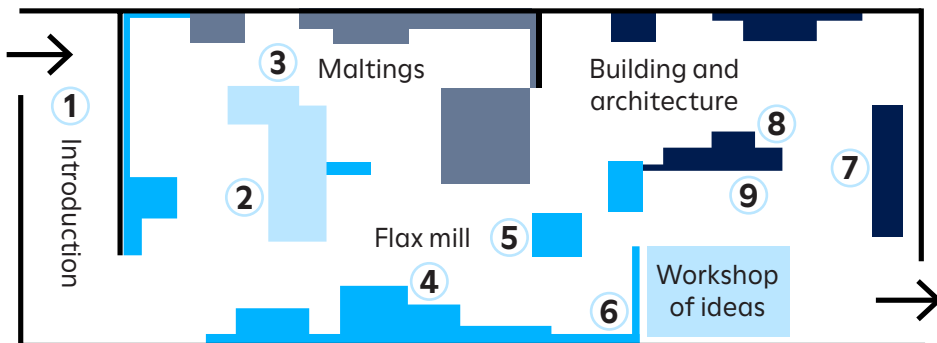 1
Introduction
2
3
Maltings
Flax mill
4
5
6
Building and
architecture
7
8
9
Workshop
of ideas